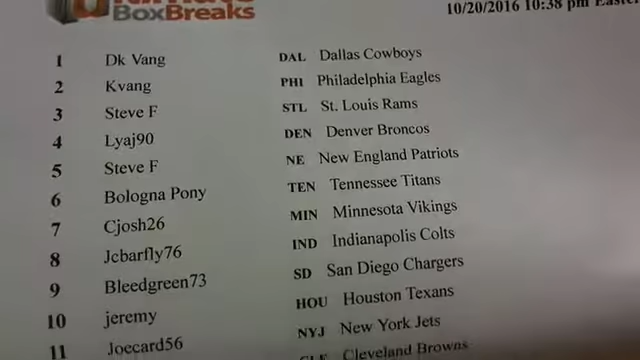 BoxBreaks
10/20/2016 10:38 pm
1 Dk Vang DAL Dallas Cowboys
2 Kvang PHI Philadelphia Eagles
3 Steve F STL St. Louis Rams
4 Lyaj90 DEN Denver Broncos
5 Steve F NE New England Patriots
6 Bologna Pony TEN Tennessee Titans
7 Cjosh26 MIN Minnesota Vikings
8 Jcbarfly76 IND Indianapolis Colts
9 Bleedgreen73 SD San Diego Chargers
10 jeremy HOU Houston Texans
11 Joecard56 NYJ New York Jets
CLE Cleveland Browns